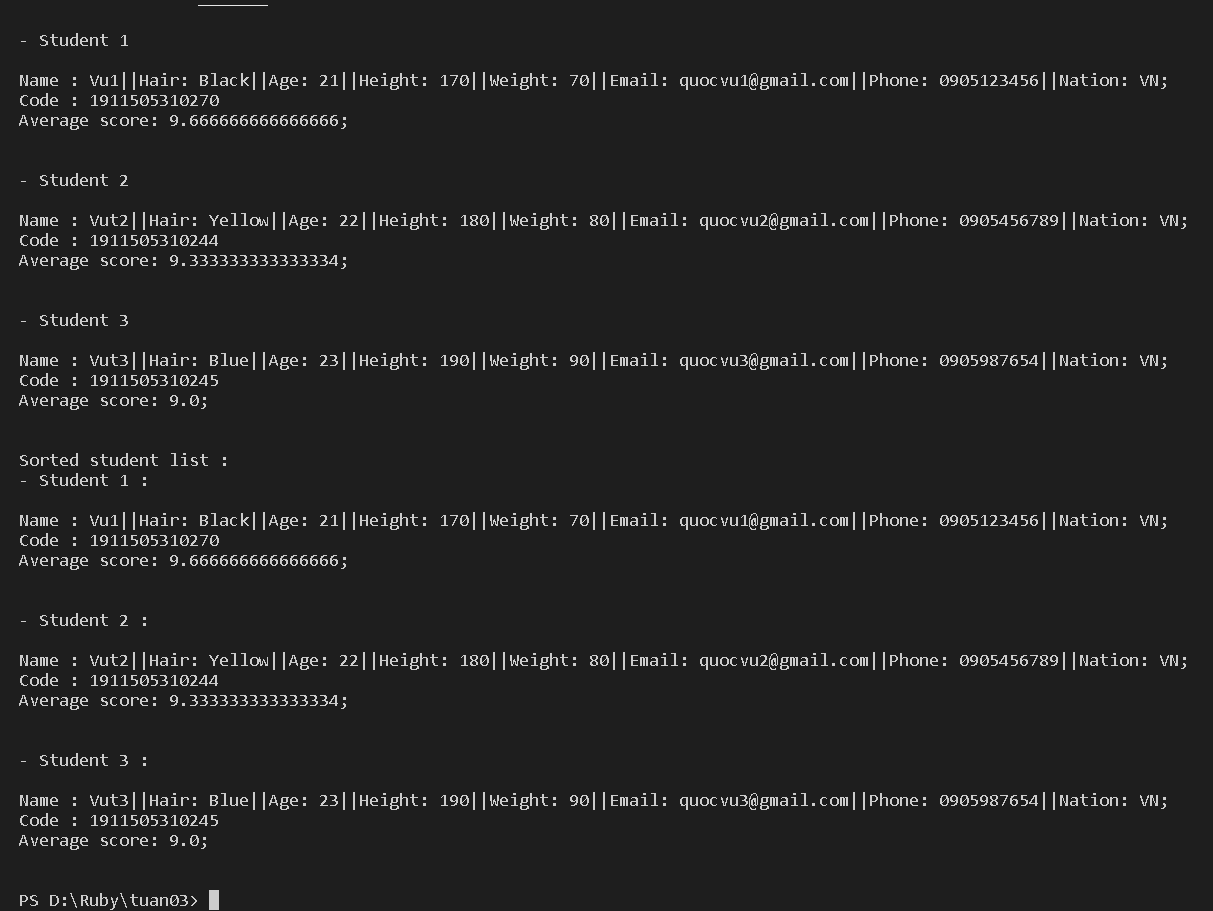 - Student 1
Name : Vu1||Hair: Black||Age: 21||Height: 170||Weight: 70||Email: quocvu1@gmail.com||Phone: 0905123456||Nation: VN;
Code : 1911505310270
Average score: 9.666666666666666;
- Student 2
Name : Vut2||Hair: Yellow||Age: 22||Height: 180||Weight: 80||Email: quocvu2@gmail.com||Phone: 0905456789||Nation: VN;
Code : 1911505310244
Average score: 9.333333333333334;
- Student 3
Name : Vut3||Hair: Blue||Age: 23||Height: 190||Weight: 90||Email: quocvu3@gmail.com||Phone: 0905987654||Nation: VN;
Code : 1911505310245
Average score: 9.0;
Sorted student list :
- Student 1 :
Name : Vu1||Hair: Black||Age: 21||Height: 170||Weight: 70||Email: quocvu1@gmail.com||Phone: 0905123456||Nation: VN;
Code : 1911505310270
Average score: 9.666666666666666;
- Student 2 :
Name : Vut2||Hair: Yellow||Age: 22||Height: 180||Weight: 80||Email: quocvu2@gmail.com||Phone: 0905456789||Nation: VN;
Code : 1911505310244
Average score: 9.333333333333334;
- Student 3 :
Name : Vut3||Hair: Blue||Age: 23||Height: 190||Weight: 90||Email: quocvu3@gmail.com||Phone: 0905987654||Nation: VN;
Code : 1911505310245
Average score: 9.0;
PS D:\Ruby\tuan03>